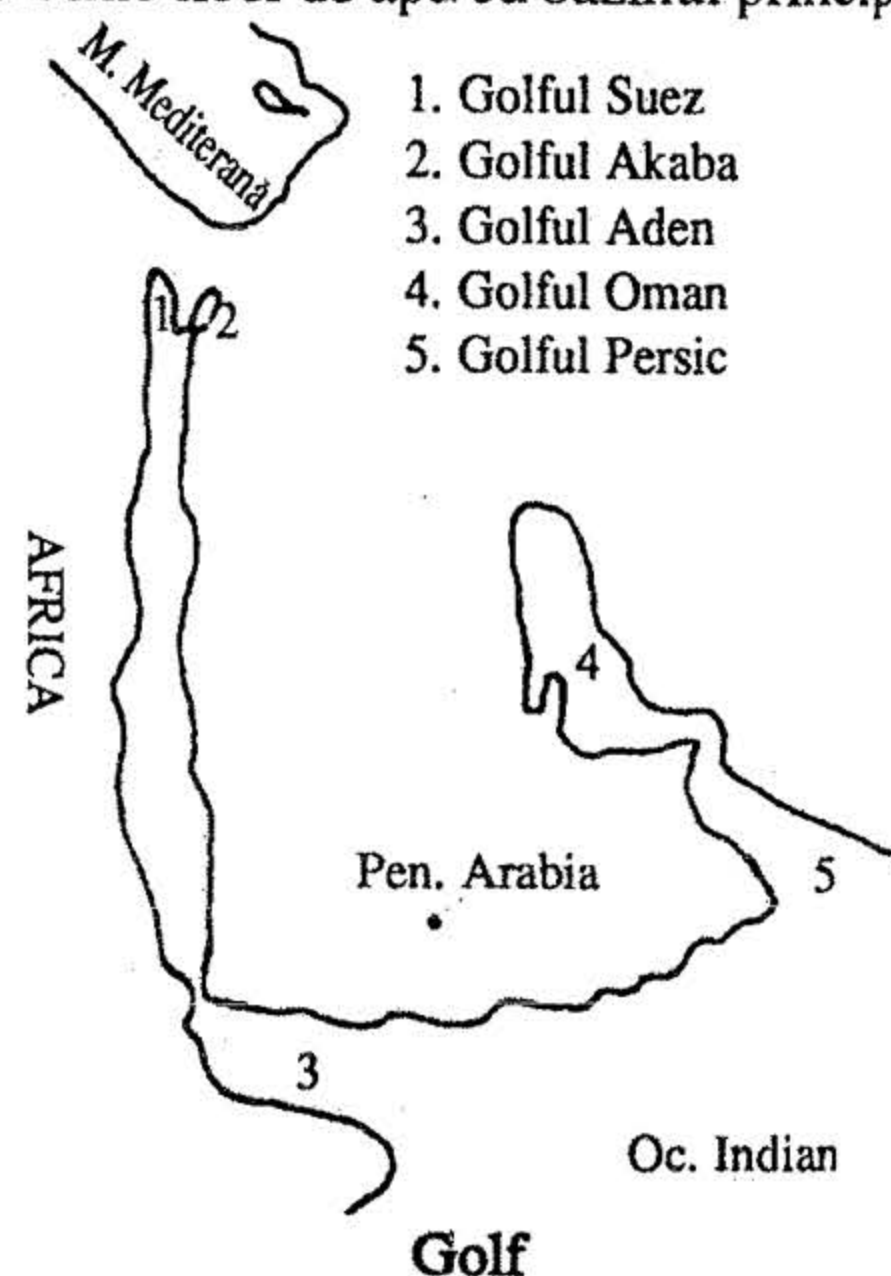 M. Mediterană
1. Golful Suez
2. Golful Akaba
3. Golful Aden
4. Golful Oman
5. Golful Persic
1
2
AFRICA
4
Pen. Arabia
5
3
Oc. Indian
Golf